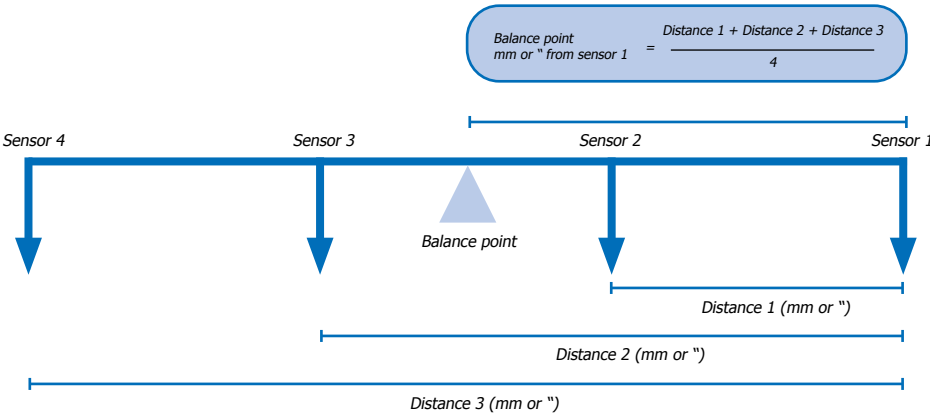 Balance point
mm or “ from sensor 1
=
Distance 1 + Distance 2 + Distance 3
4
Sensor 4
Sensor 3
Sensor 2
Sensor 1
Balance point
Distance 1 (mm or “)
Distance 2 (mm or “)
Distance 3 (mm or “)